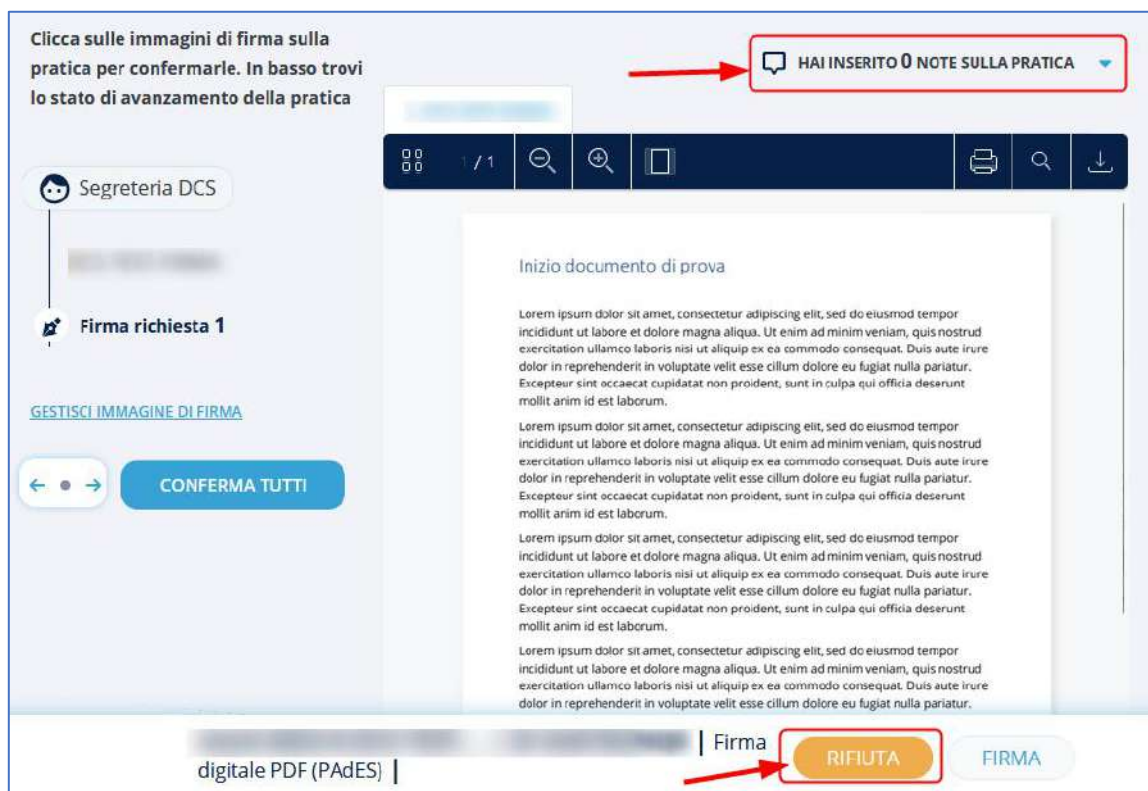 Clicca sulle immagini di firma sulla
pratica per confermarle. In basso trovi
lo stato di avanzamento della pratica
HAI INSERITO 0 NOTE SULLA PRATICA
1 / 1
Segreteria DCS
Firma richiesta 1
GESTISCI IMMAGINE DI FIRMA
CONFERMA TUTTI
Inizio documento di prova
Lorem ipsum dolor sit amet, consectetur adipiscing elit, sed do eiusmod tempor
incididunt ut labore et dolore magna aliqua. Ut enim ad minim veniam, quis nostrud
exercitation ullamco laboris nisi ut aliquip ex ea commodo consequat. Duis aute irure
dolor in reprehenderit in voluptate velit esse cillum dolore eu fugiat nulla pariatur.
Excepteur sint occaecat cupidatat non proident, sunt in culpa qui officia deserunt
mollit anim id est laborum.
Lorem ipsum dolor sit amet, consectetur adipiscing elit, sed do eiusmod tempor
incididunt ut labore et dolore magna aliqua. Ut enim ad minim veniam, quis nostrud
exercitation ullamco laboris nisi ut aliquip ex ea commodo consequat. Duis aute irure
dolor in reprehenderit in voluptate velit esse cillum dolore eu fugiat nulla pariatur.
Excepteur sint occaecat cupidatat non proident, sunt in culpa qui officia deserunt
mollit anim id est laborum.
Lorem ipsum dolor sit amet, consectetur adipiscing elit, sed do eiusmod tempor
incididunt ut labore et dolore magna aliqua. Ut enim ad minim veniam, quis nostrud
exercitation ullamco laboris nisi ut aliquip ex ea commodo consequat. Duis aute irure
dolor in reprehenderit in voluptate velit esse cillum dolore eu fugiat nulla pariatur.
Excepteur sint occaecat cupidatat non proident, sunt in culpa qui officia deserunt
mollit anim id est laborum.
Lorem ipsum dolor sit amet, consectetur adipiscing elit, sed do eiusmod tempor
incididunt ut labore et dolore magna aliqua. Ut enim ad minim veniam, quis nostrud
exercitation ullamco laboris nisi ut aliquip ex ea commodo consequat. Duis aute irure
dolor in reprehenderit in voluptate velit esse cillum dolore eu fugiat nulla pariatur.
| Firma
digitale PDF (PAdES) |
RIFIUTA
FIRMA